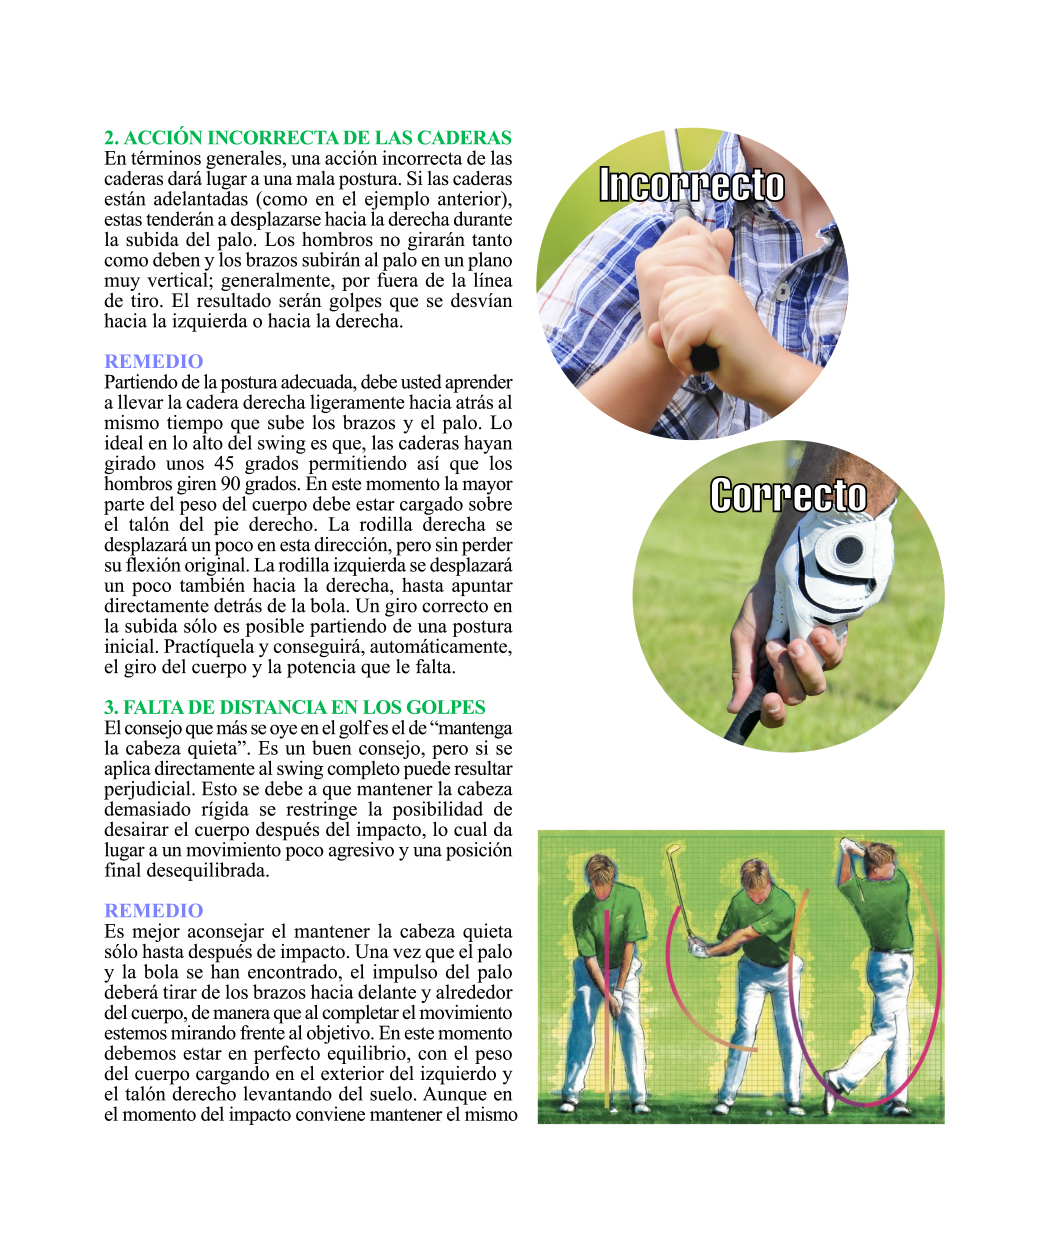 2. ACCIÓN INCORRECTA DE LAS CADERAS
En términos generales, una acción incorrecta de las
caderas dará lugar a una mala postura. Si las caderas
están adelantadas (como en el ejemplo anterior),
estas tenderán a desplazarse hacia la derecha durante
la subida del palo. Los hombros no girarán tanto
como deben y los brazos subirán al palo en un plano
muy vertical; generalmente, por fuera de la línea
de tiro. El resultado serán golpes que se desvían
hacia la izquierda o hacia la derecha.
REMEDIO
Partiendo de la postura adecuada, debe usted aprender
a llevar la cadera derecha ligeramente hacia atrás al
mismo tiempo que sube los brazos y el palo. Lo
ideal en lo alto del swing es que, las caderas hayan
girado unos 45 grados permitiendo así que los
hombros giren 90 grados. En este momento la mayor
parte del peso del cuerpo debe estar cargado sobre
el talón del pie derecho. La rodilla derecha se
desplazará un poco en esta dirección, pero sin perder
su flexión original. La rodilla izquierda se desplazará
un poco también hacia la derecha, hasta apuntar
directamente detrás de la bola. Un giro correcto en
la subida sólo es posible partiendo de una postura
inicial. Practíquela y conseguirá, automáticamente,
el giro del cuerpo y la potencia que le falta.
3. FALTA DE DISTANCIA EN LOS GOLPES
El consejo que más se oye en el golf es el de “mantenga
la cabeza quieta”. Es un buen consejo, pero si se
aplica directamente al swing completo puede resultar
perjudicial. Esto se debe a que mantener la cabeza
demasiado rígida se restringe la posibilidad de
desairar el cuerpo después del impacto, lo cual da
lugar a un movimiento poco agresivo y una posición
final desequilibrada.
REMEDIO
Es mejor aconsejar el mantener la cabeza quieta
sólo hasta después de impacto. Una vez que el palo
y la bola se han encontrado, el impulso del palo
deberá tirar de los brazos hacia delante y alrededor
del cuerpo, de manera que al completar el movimiento
estemos mirando frente al objetivo. En este momento
debemos estar en perfecto equilibrio, con el peso
del cuerpo cargando en el exterior del izquierdo y
el talón derecho levantando del suelo. Aunque en
el momento del impacto conviene mantener el mismo
Incorrecto
Correcto